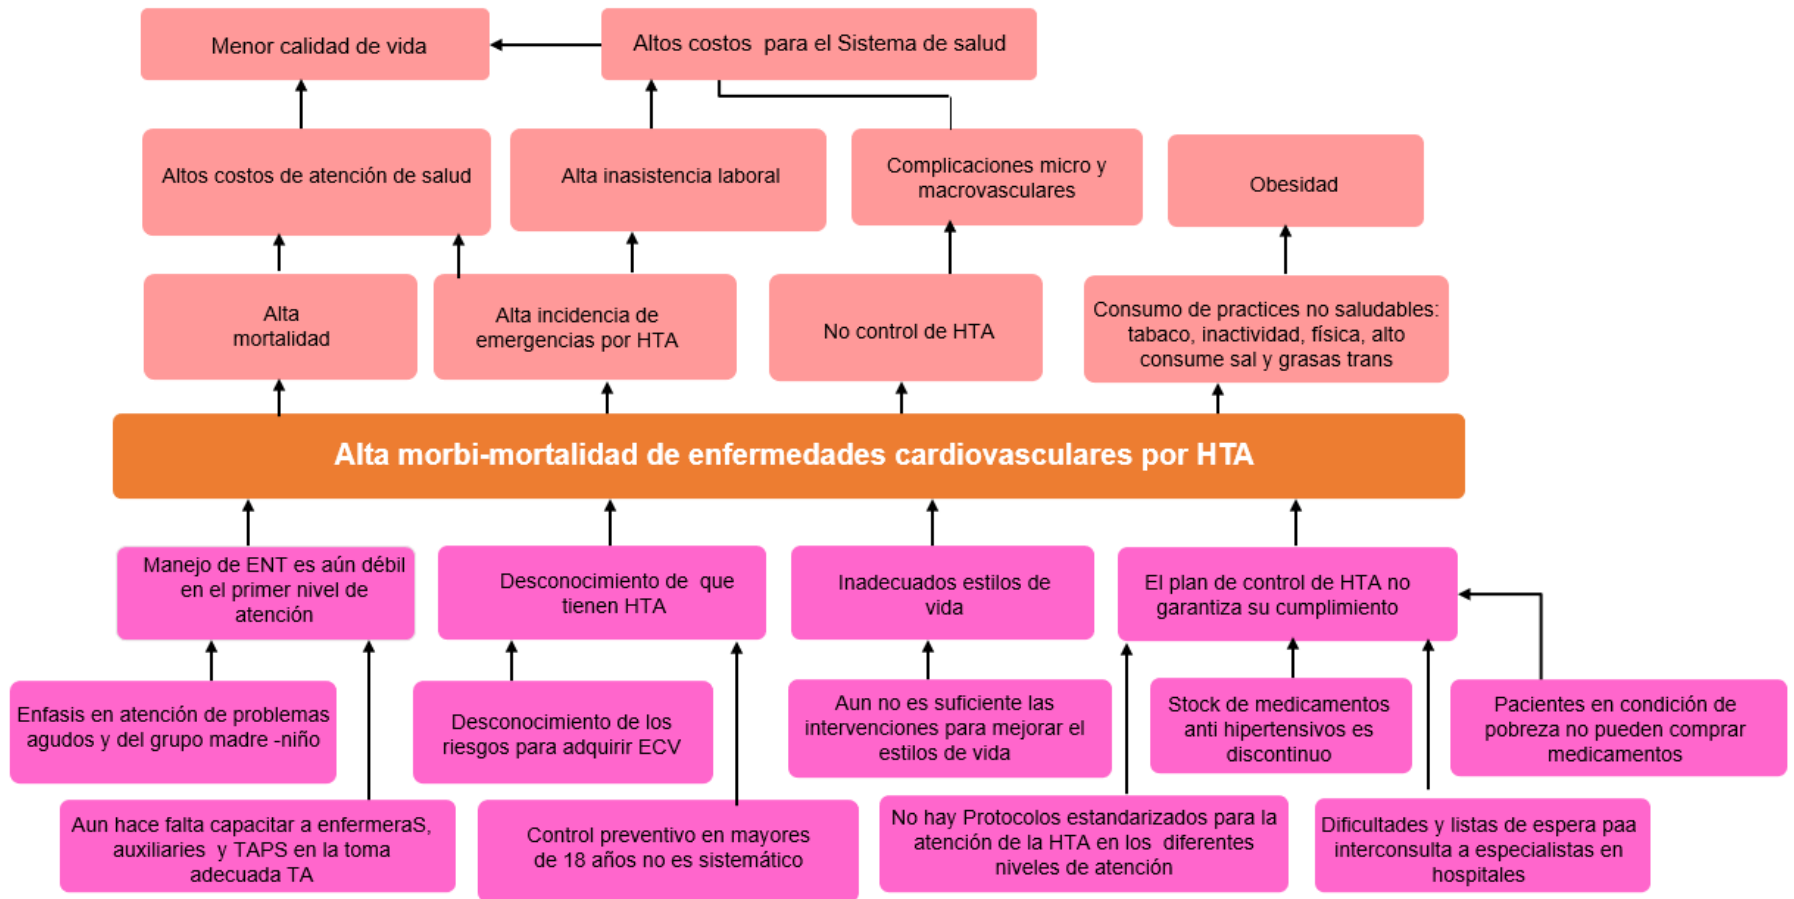 Menor calidad de vida
Altos costos para el Sistema de salud
Altos costos de atención de salud
Alta inasistencia laboral
Complicaciones micro y
macrovasculares
Obesidad
Alta
mortalidad
Alta incidencia de
emergencias por HTA
No control de HTA
Consumo de practices no saludables:
tabaco, inactividad, física, alto
consume sal y grasas trans
Alta morbi-mortalidad de enfermedades cardiovasculares por HTA
Manejo de ENT es aún débil
en el primer nivel de
atención
Desconocimiento de que
tienen HTA
Inadecuados estilos de
vida
El plan de control de HTA no
garantiza su cumplimiento
Enfasis en atención de problemas
agudos y del grupo madre -niño
Desconocimiento de los
riesgos para adquirir ECV
Aun no es suficiente las
intervenciones para mejorar el
estilos de vida
Stock de medicamentos
anti hipertensivos es
discontinuo
Pacientes en condición de
pobreza no pueden comprar
medicamentos
Aun hace falta capacitar a enfermeraS,
auxiliaries y TAPS en la toma
adecuada TA
Control preventivo en mayores
de 18 años no es sistemático
No hay Protocolos estandarizados para la
atención de la HTA en los diferentes
niveles de atención
Dificultades y listas de espera paa
interconsulta a especialistas en
hospitales